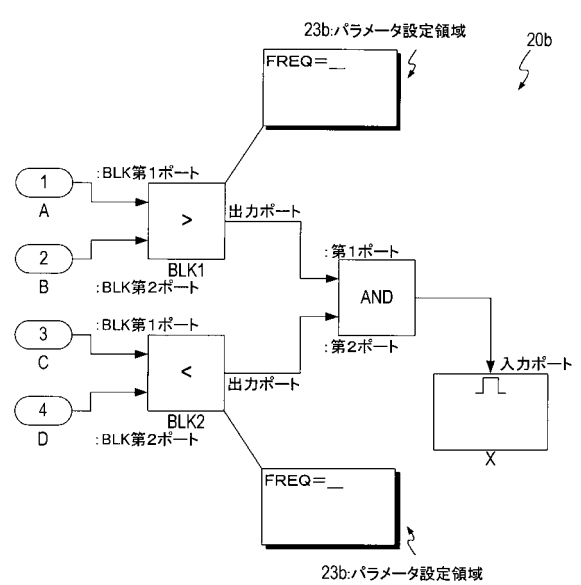 23b:パラメータ設定領域
20b
FREQ=__
:BLK第1ポート
1
A
>
出力ポート
BLK1
2
B
:BLK第2ポート
:第1ポート
AND
:第2ポート
:BLK第1ポート
3
C
<
出力ポート
BLK2
4
D
:BLK第2ポート
入力ポート
X
FREQ=__
23b:パラメータ設定領域